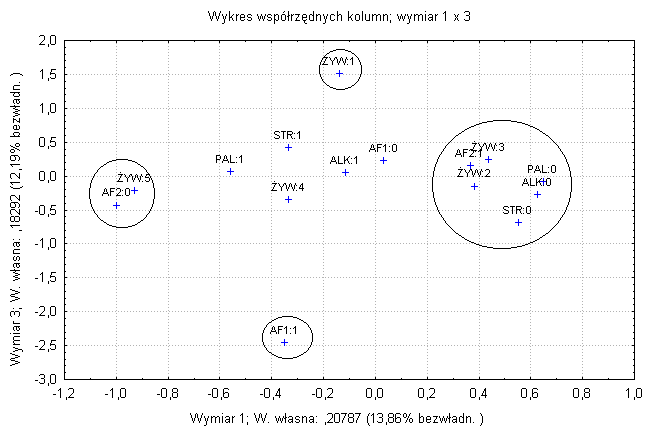 Wykres współrzędnych kolumn; wymiar 1 x 3
2,0
1,5
1,0
0,5
0,0
-0,5
-1,0
-1,5
-2,0
-2,5
-3,0
Wymiar 3; W. własna: ,18292 (12,19% bezwładn. )
ŻYW:1
STR:1
PAL:1
ALK:1
AF1:0
ŻYW:3
AF2:1
ŻYW:2
PAL:0
ALK:0
STR:0
ŻYW:5
AF2:0
ŻYW:4
AF1:1
-1,2
-1,0
-0,8
-0,6
-0,4
-0,2
0,0
0,2
0,4
0,6
0,8
1,0
Wymiar 1; W. własna: ,20787 (13,86% bezwładn. )